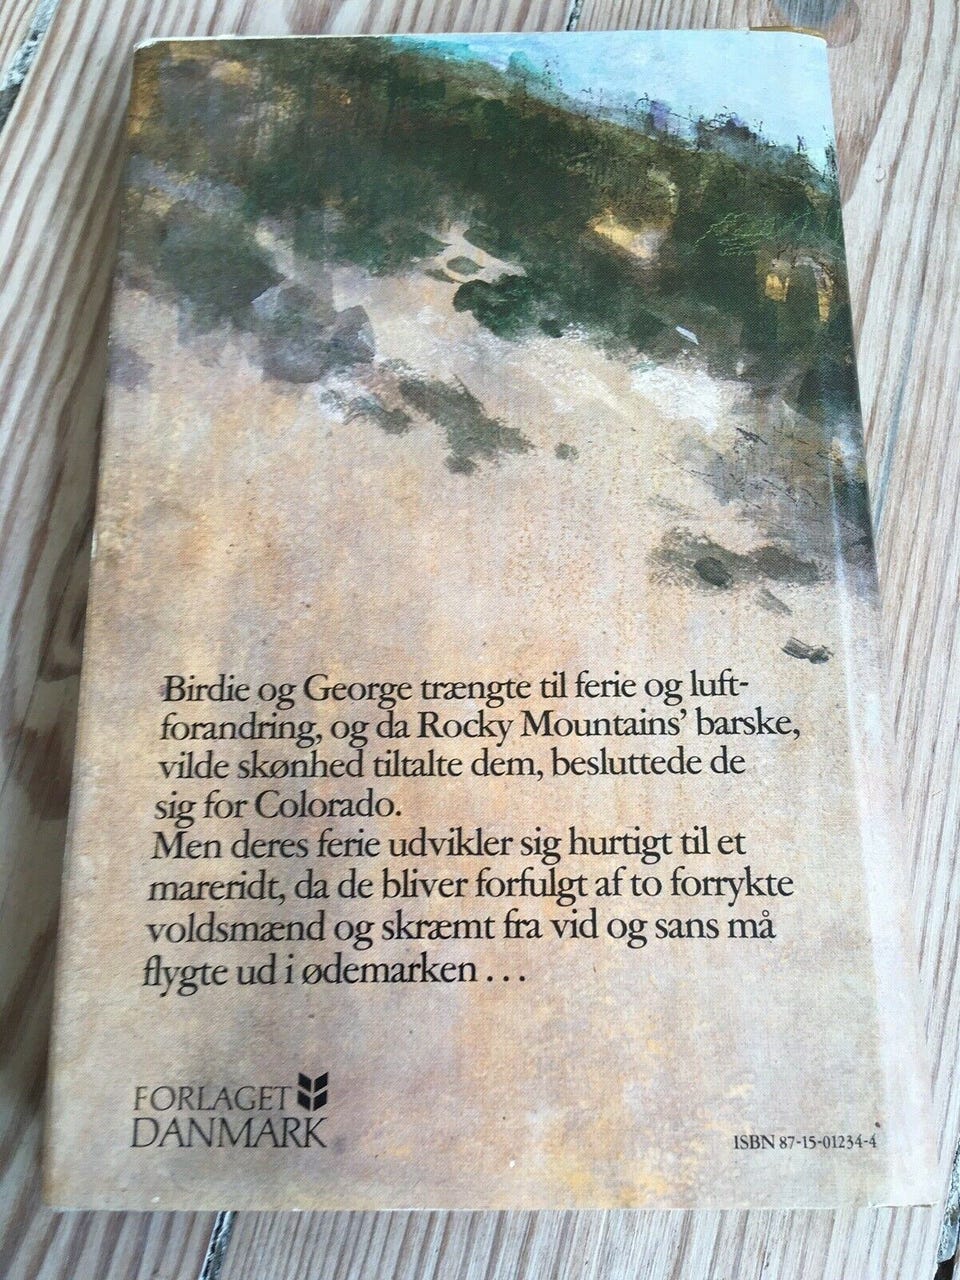 Birdie og George trængte til ferie og luft-
forandring, og da Rocky Mountains' barske,
vilde skønhed tiltalte dem, besluttede de
sig for Colorado.
Men deres ferie udvikler sig hurtigt til et
mareridt, da de bliver forfulgt af to forrykte
voldsmænd og skræmt fra vid og sans må
flygte ud i ødemarken . . .
FORLAGET
DANMARK
ISBN 87-15-01234-4